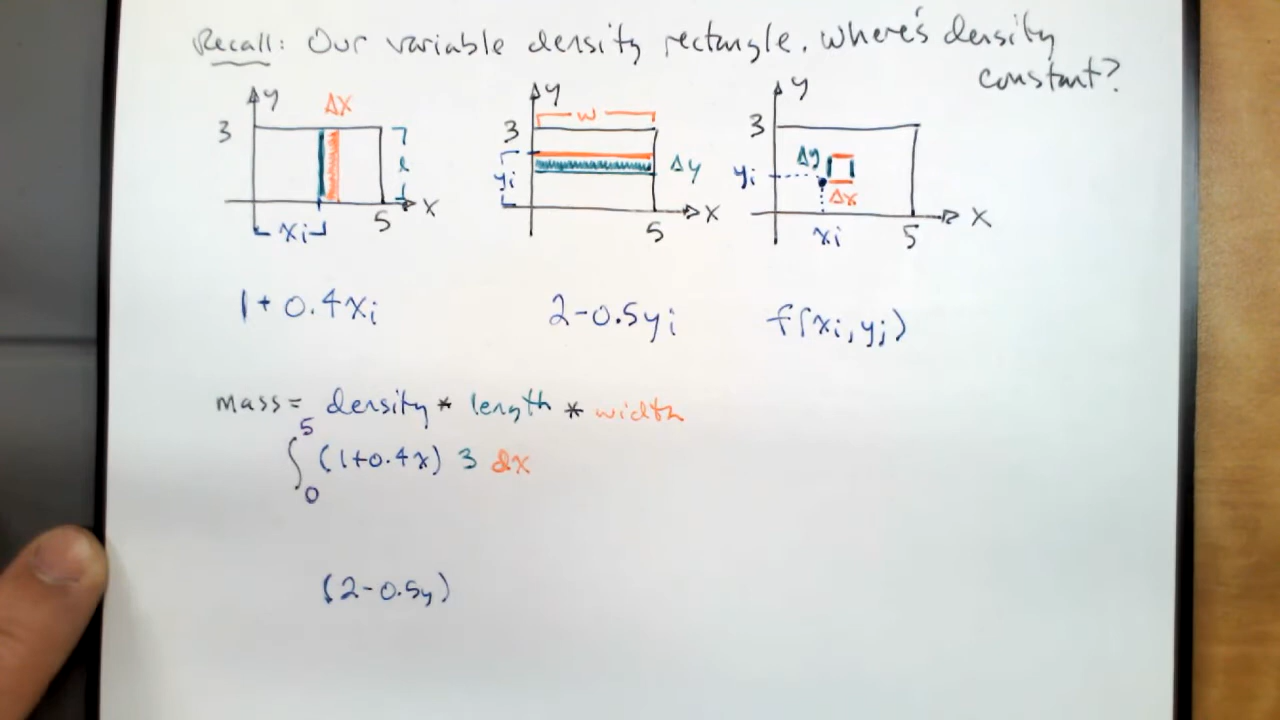 Recall: Our variable density rectangle. Where's density
constant?
y Δx 3 l xi 5 x
y w 3 yi Δy 5 x
y 3 Δy yi Δx xi 5 x
1+0.4xi 2-0.5yi f(xi,yj)
mass= density * length * width
∫ 5 0 (1+0.4x) 3 dx
(2-0.5y)